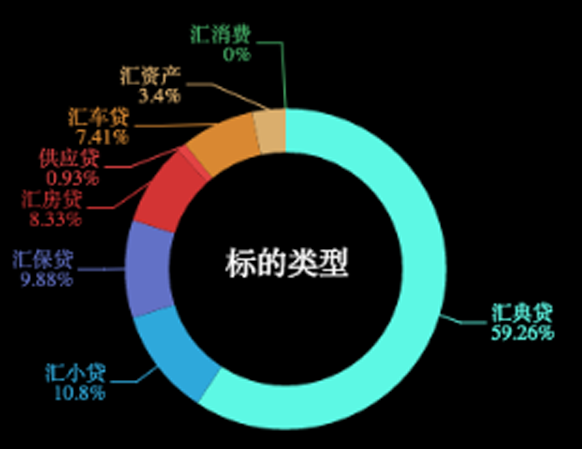 汇消费
0%
汇资产
3.4%
汇车贷
7.41%
供应贷
0.93%
汇房贷
8.33%
汇保贷
9.88%
标的类型
汇典贷
59.26%
汇小贷
10.8%